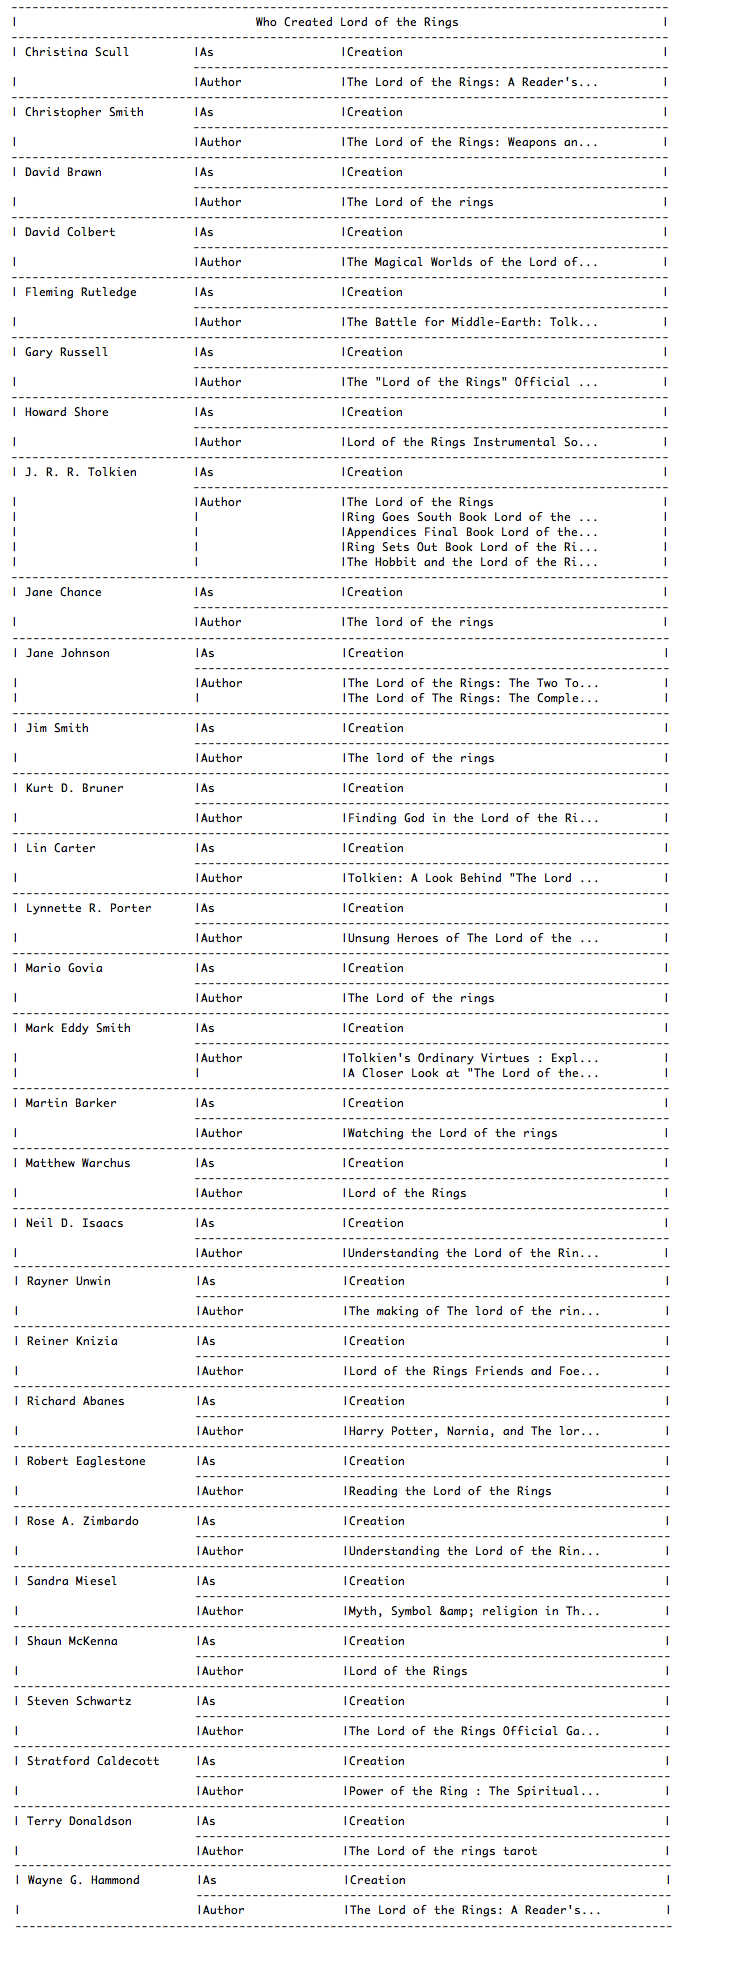 Who Created Lord of the Rings
| Christina Scull |As |Creation |
| |Author |The Lord of the Rings: A Reader's... |
| Christopher Smith |As |Creation |
| |Author |The Lord of the Rings: Weapons an... |
| David Brawn |As |Creation |
| |Author |The Lord of the rings |
| David Colbert |As |Creation |
| |Author |The Magical Worlds of the Lord of... |
| Fleming Rutledge |As |Creation |
| |Author |The Battle for Middle-Earth: Tolk... |
| Gary Russell |As |Creation |
| |Author |The "Lord of the Rings" Official ... |
| Howard Shore |As |Creation |
| |Author |Lord of the Rings Instrumental So... |
| J. R. R. Tolkien |As |Creation |
| |Author |The Lord of the Rings |
| | |Ring Goes South Book Lord of the ... |
| | |Appendices Final Book Lord of the... |
| | |Ring Sets Out Book Lord of the Ri... |
| | |The Hobbit and the Lord of the Ri... |
| Jane Chance |As |Creation |
| |Author |The lord of the rings |
| Jane Johnson |As |Creation |
| |Author |The Lord of the Rings: The Two To... |
| | |The Lord of The Rings: The Comple... |
| Jim Smith |As |Creation |
| |Author |The lord of the rings |
| Kurt D. Bruner |As |Creation |
| |Author |Finding God in the Lord of the Ri... |
| Lin Carter |As |Creation |
| |Author |Tolkien: A Look Behind "The Lord ... |
| Lynnette R. Porter |As |Creation |
| |Author |Unsung Heroes of The Lord of the ... |
| Mario Govia |As |Creation |
| |Author |The Lord of the rings |
| Mark Eddy Smith |As |Creation |
| |Author |Tolkien's Ordinary Virtues : Expl... |
| | |A Closer Look at "The Lord of the... |
| Martin Barker |As |Creation |
| |Author |Watching the Lord of the rings |
| Matthew Warchus |As |Creation |
| |Author |Lord of the Rings |
| Neil D. Isaacs |As |Creation |
| |Author |Understanding the Lord of the Rin... |
| Rayner Unwin |As |Creation |
| |Author |The making of The lord of the rin... |
| Reiner Knizia |As |Creation |
| |Author |Lord of the Rings Friends and Foe... |
| Richard Abanes |As |Creation |
| |Author |Harry Potter, Narnia, and The lor... |
| Robert Eaglestone |As |Creation |
| |Author |Reading the Lord of the Rings |
| Rose A. Zimbardo |As |Creation |
| |Author |Understanding the Lord of the Rin... |
| Sandra Miesel |As |Creation |
| |Author |Myth, Symbol &amp; religion in Th... |
| Shaun McKenna |As |Creation |
| |Author |Lord of the Rings |
| Steven Schwartz |As |Creation |
| |Author |The Lord of the Rings Official Ga... |
| Stratford Caldecott |As |Creation |
| |Author |Power of the Ring : The Spiritual... |
| Terry Donaldson |As |Creation |
| |Author |The Lord of the rings tarot |
| Wayne G. Hammond |As |Creation |
| |Author |The Lord of the Rings: A Reader's... |